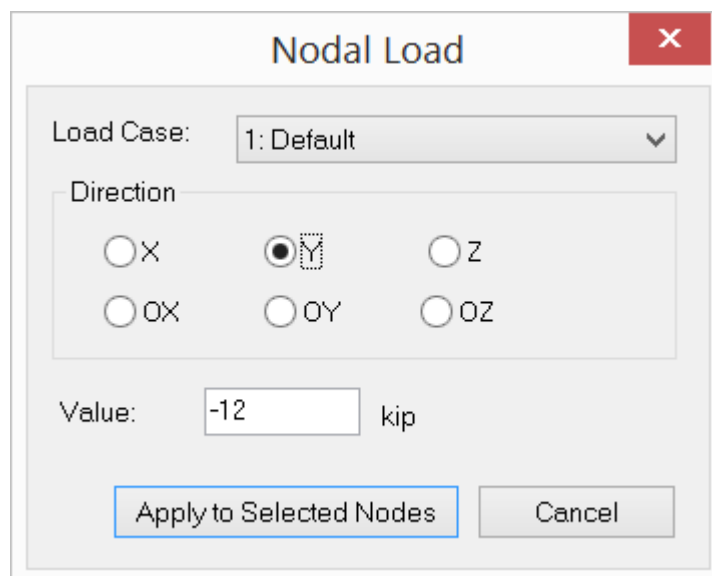 Nodal Load
Load Case: 1: Default
Direction
X Y Z
OX OY OZ
Value: -12 kip
Apply to Selected Nodes Cancel